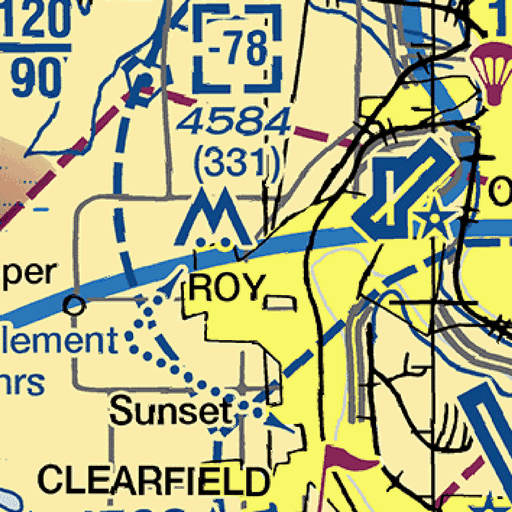 120
90
-78
4584
(331)
O
per
ROY
lement
hrs
Sunset
CLEARFIELD